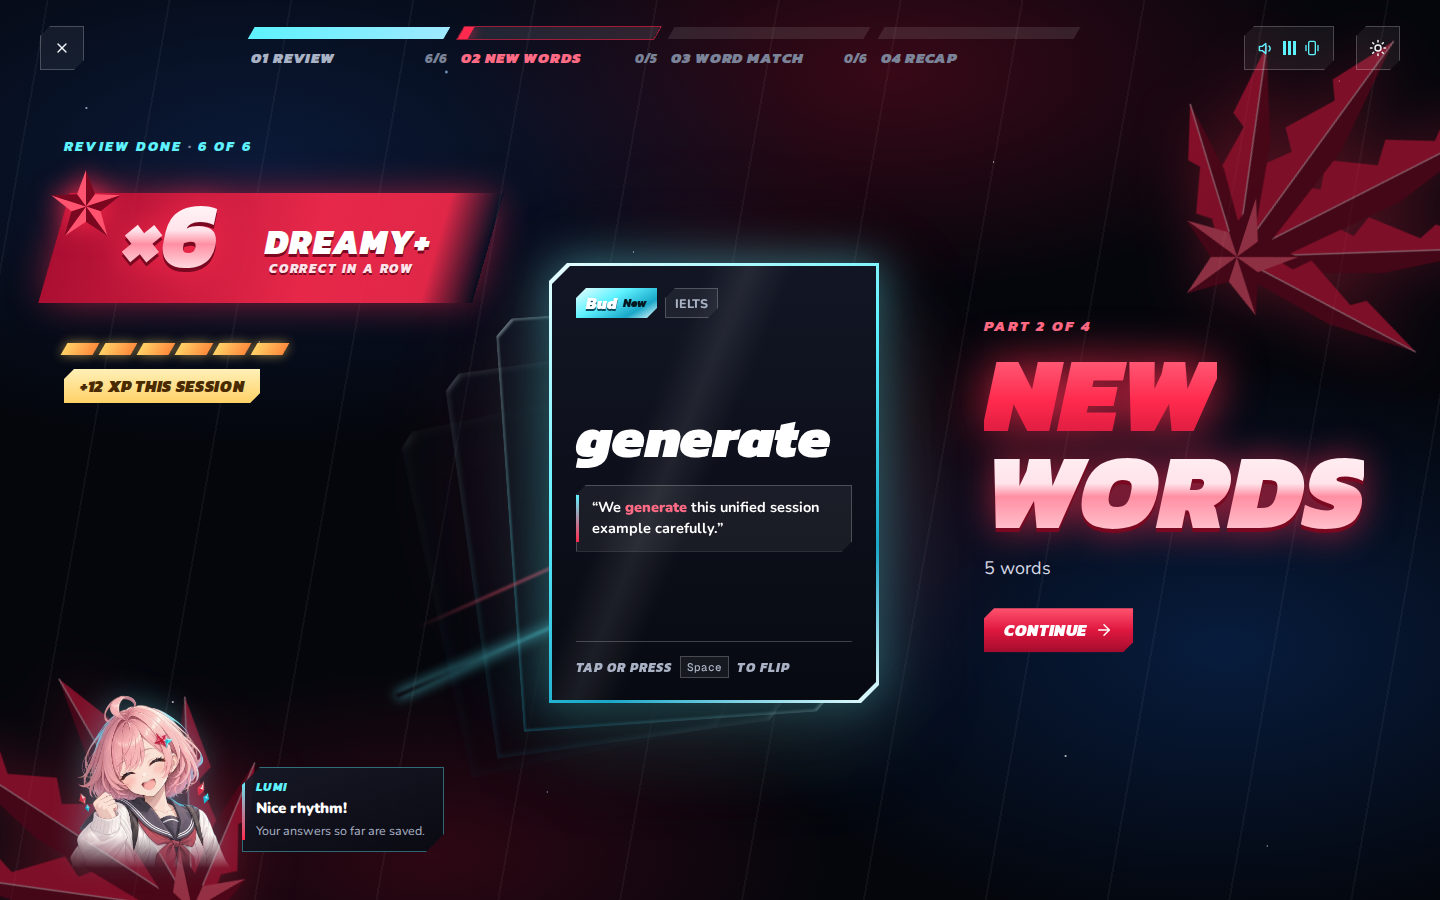 01 REVIEW 6/6
02 NEW WORDS 0/5
03 WORD MATCH 0/6
04 RECAP
REVIEW DONE · 6 OF 6
×6
DREAMY+
CORRECT IN A ROW
+12 XP THIS SESSION
Bud New
IELTS
generate
“We generate this unified session
example carefully.”
TAP OR PRESS Space TO FLIP
PART 2 OF 4
NEW
WORDS
5 words
CONTINUE →
LUMI
Nice rhythm!
Your answers so far are saved.